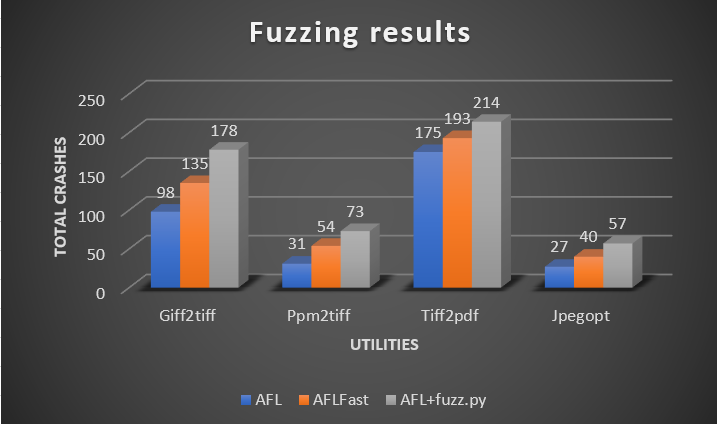 Fuzzing results
TOTAL CRASHES
250
200
150
100
50
0
98
135
178
31
54
73
175
193
214
27
40
57
Giff2tiff
Ppm2tiff
Tiff2pdf
Jpegopt
UTILITIES
AFL
AFLFast
AFL+fuzz.py